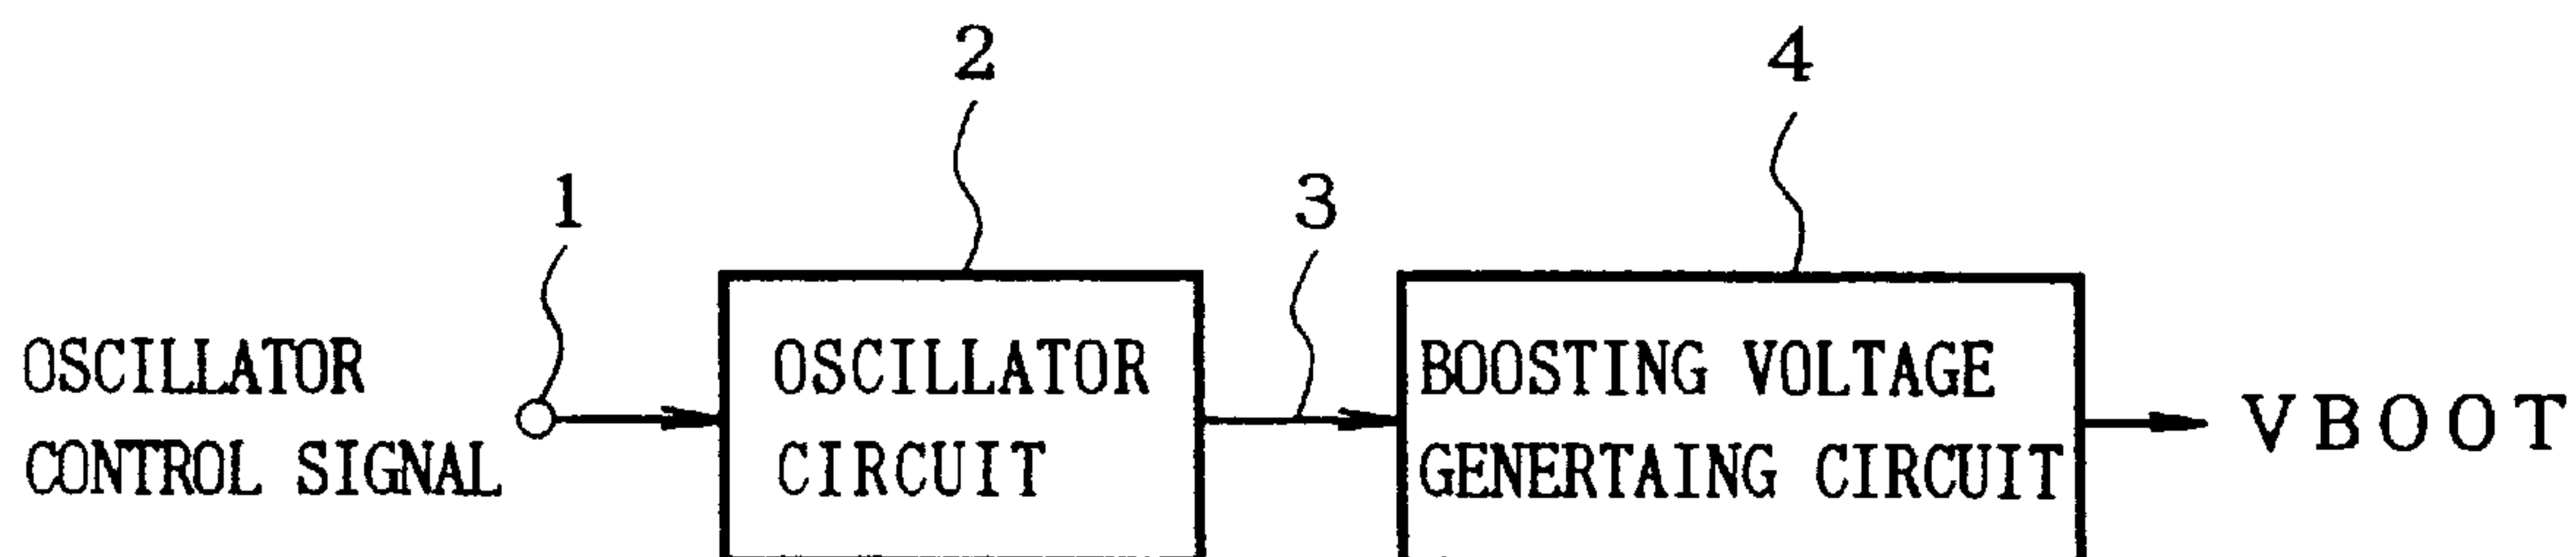 2
4
1
3
OSCILLATOR
CONTROL SIGNAL
OSCILLATOR
CIRCUIT
BOOSTING VOLTAGE
GENERTAING CIRCUIT
VBOOT